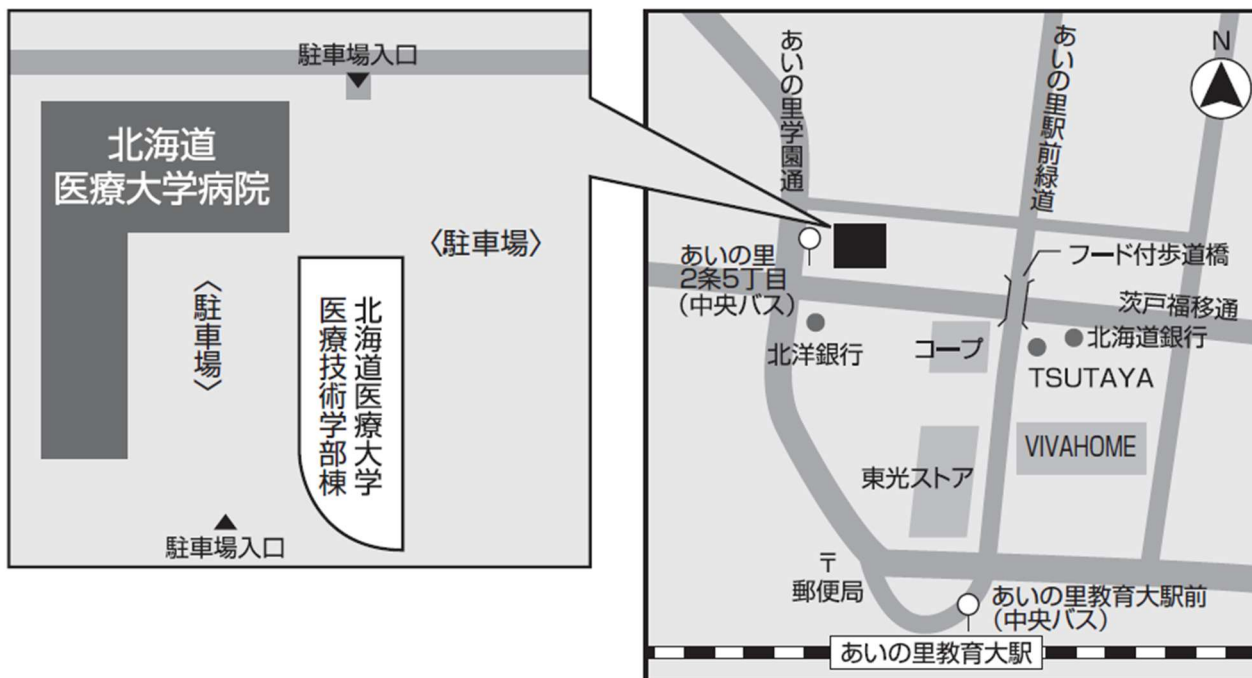 駐車場入口
北海道
医療大学病院
〈駐車場〉
〈駐車場〉
北海道医療大学
医療技術学部棟
駐車場入口
あいの里学園通
あいの里駅前緑道
N
あいの里
2条5丁目
(中央バス)
フード付歩道橋
茨戸福移通
北洋銀行
コープ
北海道銀行
TSUTAYA
VIVAHOME
東光ストア
〒
郵便局
あいの里教育大駅前
(中央バス)
あいの里教育大駅